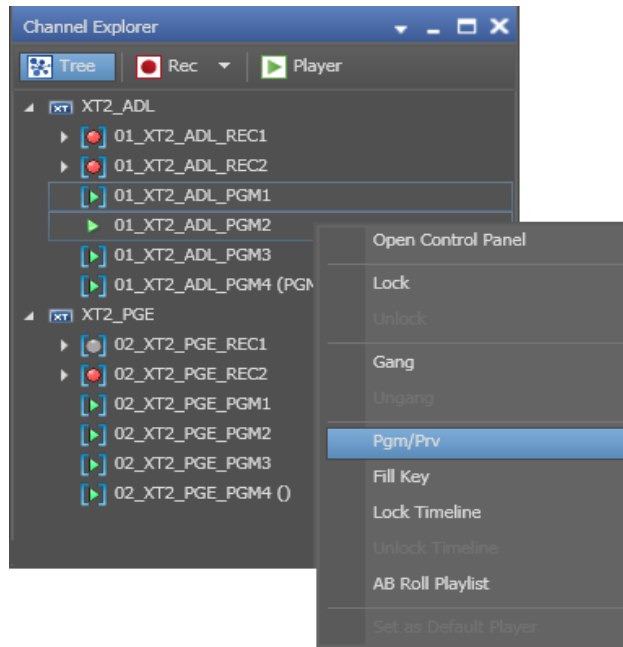 Channel Explorer
Tree Rec Player
XT XT2_ADL
01_XT2_ADL_REC1
01_XT2_ADL_REC2
01_XT2_ADL_PGM1
01_XT2_ADL_PGM2
01_XT2_ADL_PGM3
01_XT2_ADL_PGM4 (PGM
XT XT2_PGE
02_XT2_PGE_REC1
02_XT2_PGE_REC2
02_XT2_PGE_PGM1
02_XT2_PGE_PGM2
02_XT2_PGE_PGM3
02_XT2_PGE_PGM4 ()
Open Control Panel
Lock
Unlock
Gang
Ungang
Pgm/Prv
Fill Key
Lock Timeline
Unlock Timeline
AB Roll Playlist
Set as Default Player